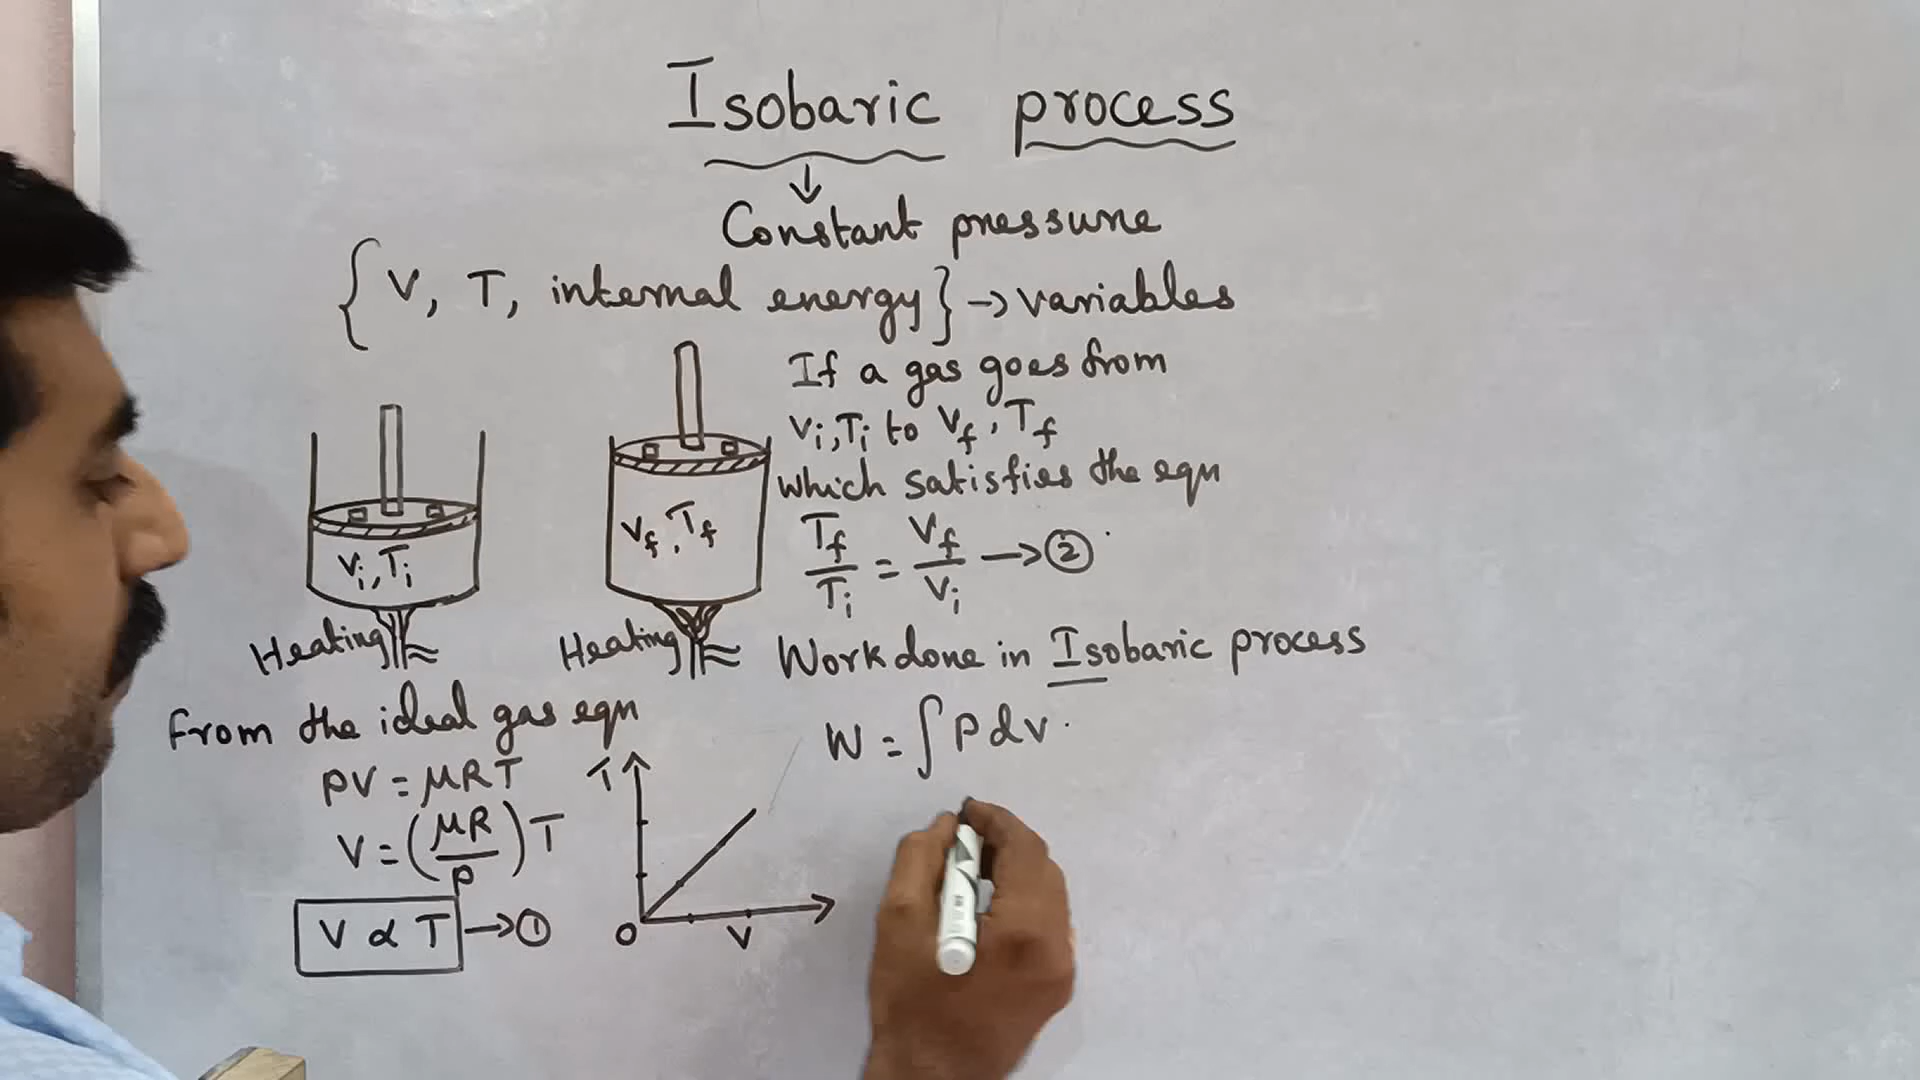 Isobaric process
↓
Constant pressure
{V, T, internal energy} → variables
If a gas goes from
Vi, Ti to Vf, Tf
which satisfies the eqn
Tf/Ti = Vf/Vi → ②
Vi, Ti
Vf, Tf
Heating
Heating
Work done in Isobaric process
W = ∫ P dV
From the ideal gas eqn
PV = μRT
V = (μR/P) T
V ∝ T → ①
T
O
V